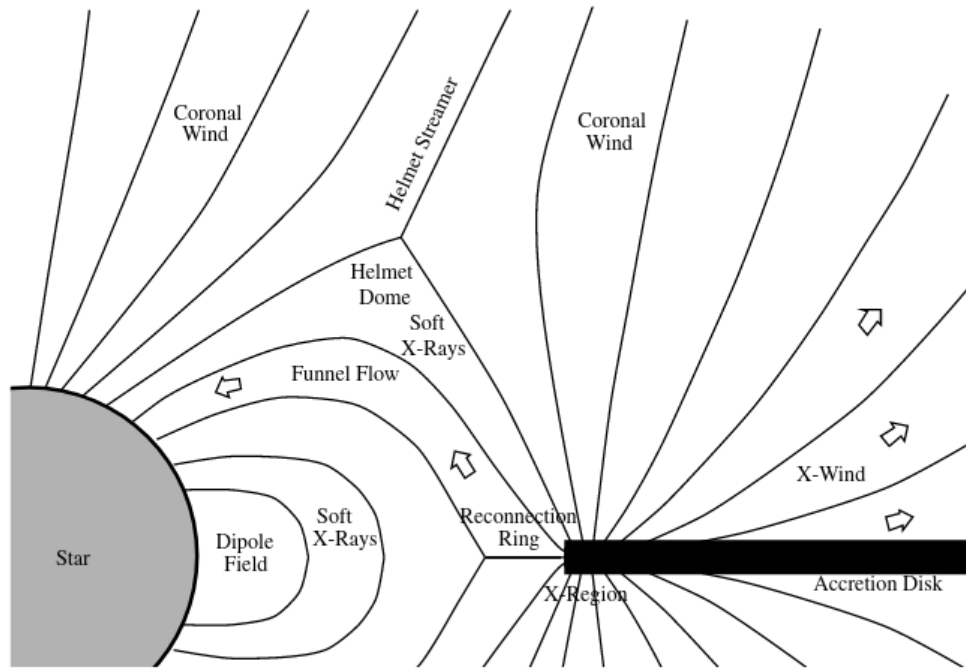 Coronal
Wind
Helmet Streamer
Coronal
Wind
Helmet
Dome
Soft
X-Rays
Funnel Flow
X-Wind
Reconnection
Ring
Soft
X-Rays
Dipole
Field
Star
X-Region
Accretion Disk